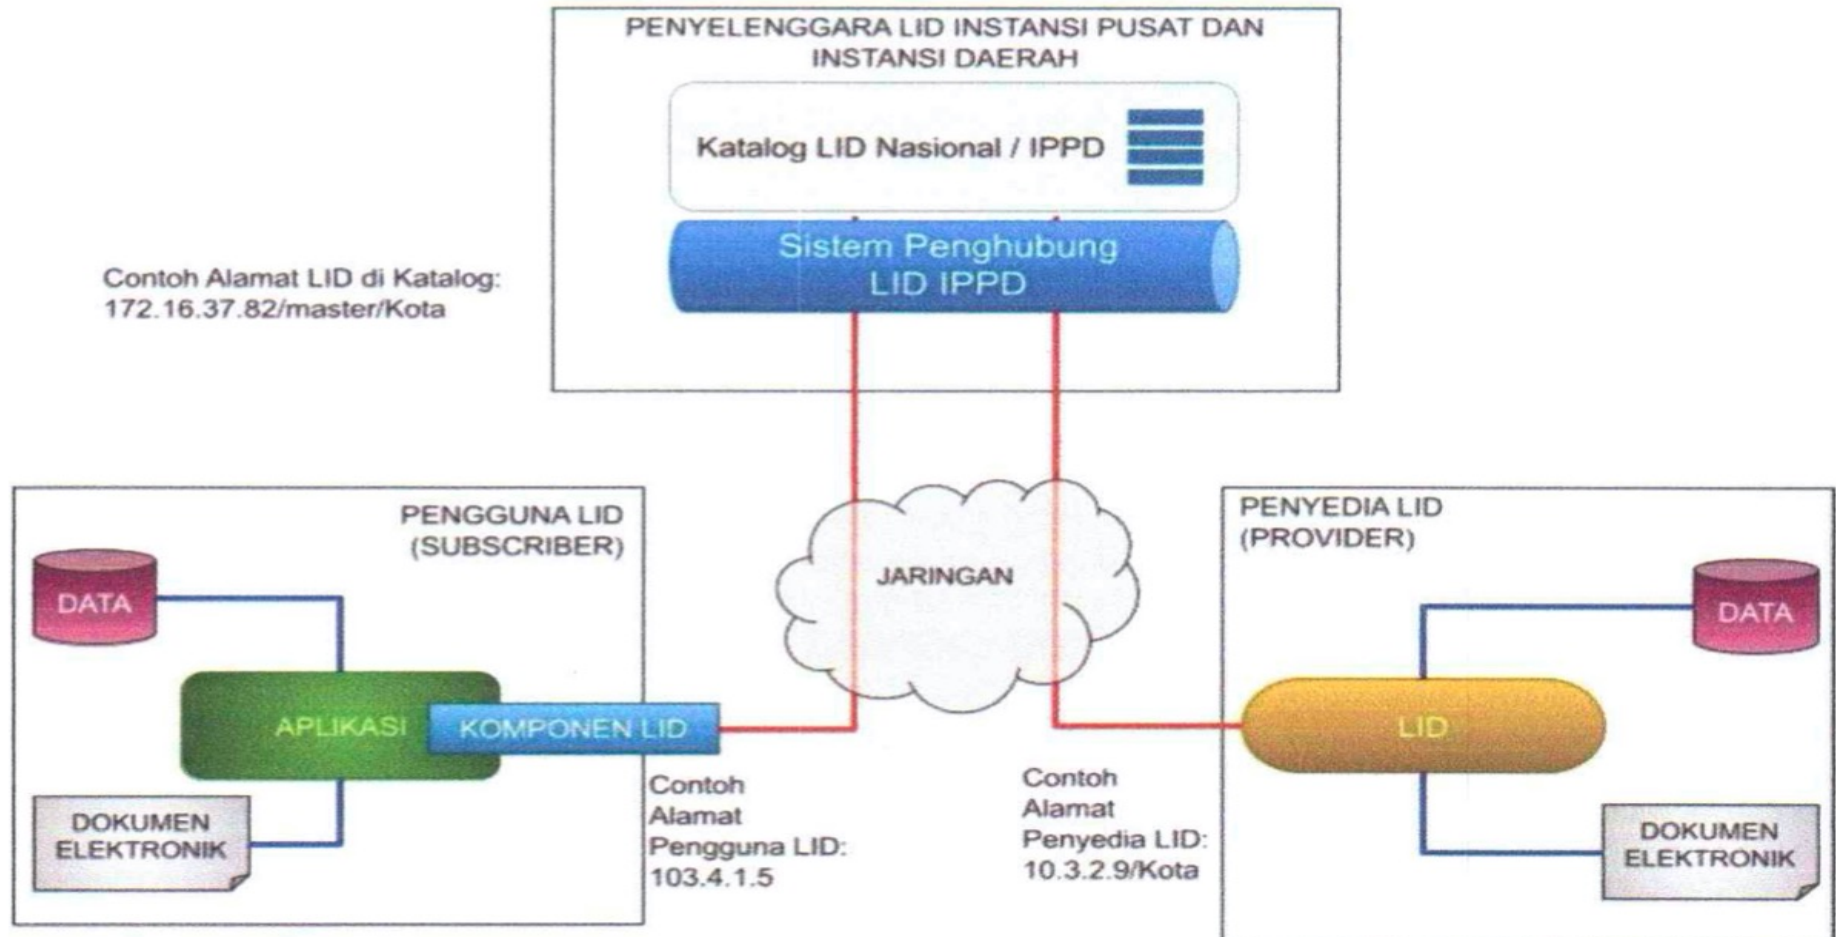 PENYELENGGARA LID INSTANSI PUSAT DAN
INSTANSI DAERAH
Katalog LID Nasional / IPPD
Sistem Penghubung
LID IPPD
Contoh Alamat LID di Katalog:
172.16.37.82/master/Kota
PENGGUNA LID
(SUBSCRIBER)
DATA
APLIKASI
KOMPONEN LID
DOKUMEN
ELEKTRONIK
Contoh
Alamat
Pengguna LID:
103.4.1.5
JARINGAN
Contoh
Alamat
Penyedia LID:
10.3.2.9/Kota
PENYEDIA LID
(PROVIDER)
DATA
LID
DOKUMEN
ELEKTRONIK